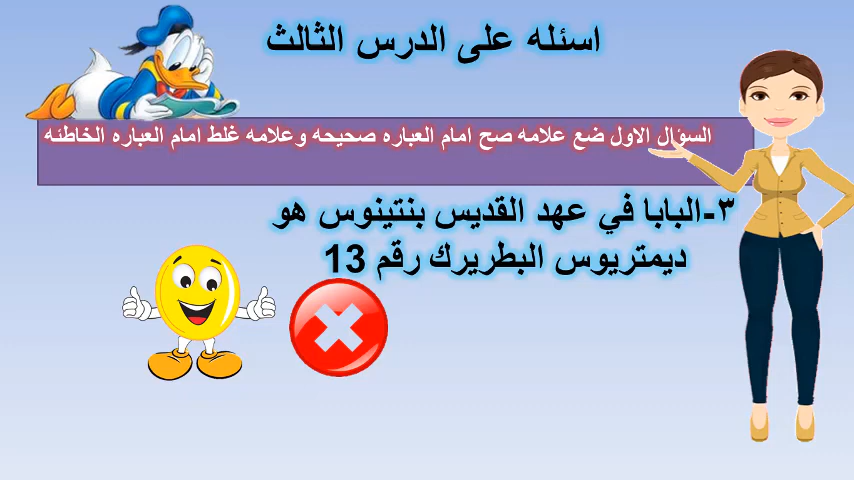 اسئله على الدرس الثالث
السؤال الاول ضع علامه صح امام العباره صحيحه وعلامه غلط امام العباره الخاطئه
٣-البابا في عهد القديس بنتينوس هو
ديمتريوس البطريرك رقم 13